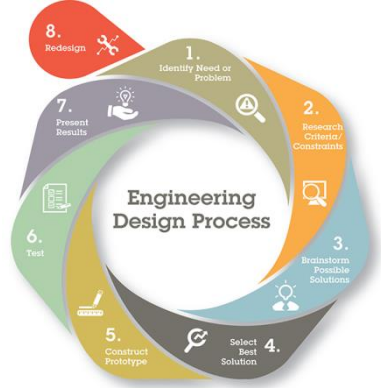 Engineering
Design Process
1.
Identify Need or
Problem
2.
Research
Criteria/
Constraints
3.
Brainstorm
Possible
Solutions
4.
Select
Best
Solution
5.
Construct
Prototype
6.
Test
7.
Present
Results
8.
Redesign